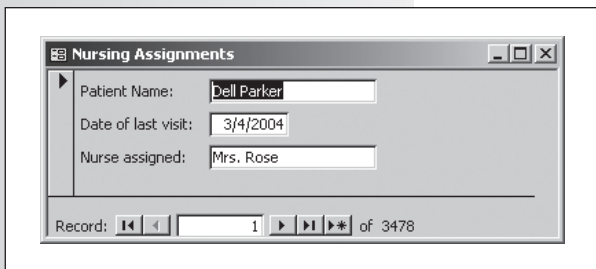 Nursing Assignments
Patient Name: Dell Parker
Date of last visit: 3/4/2004
Nurse assigned: Mrs. Rose
Record: 1 of 3478